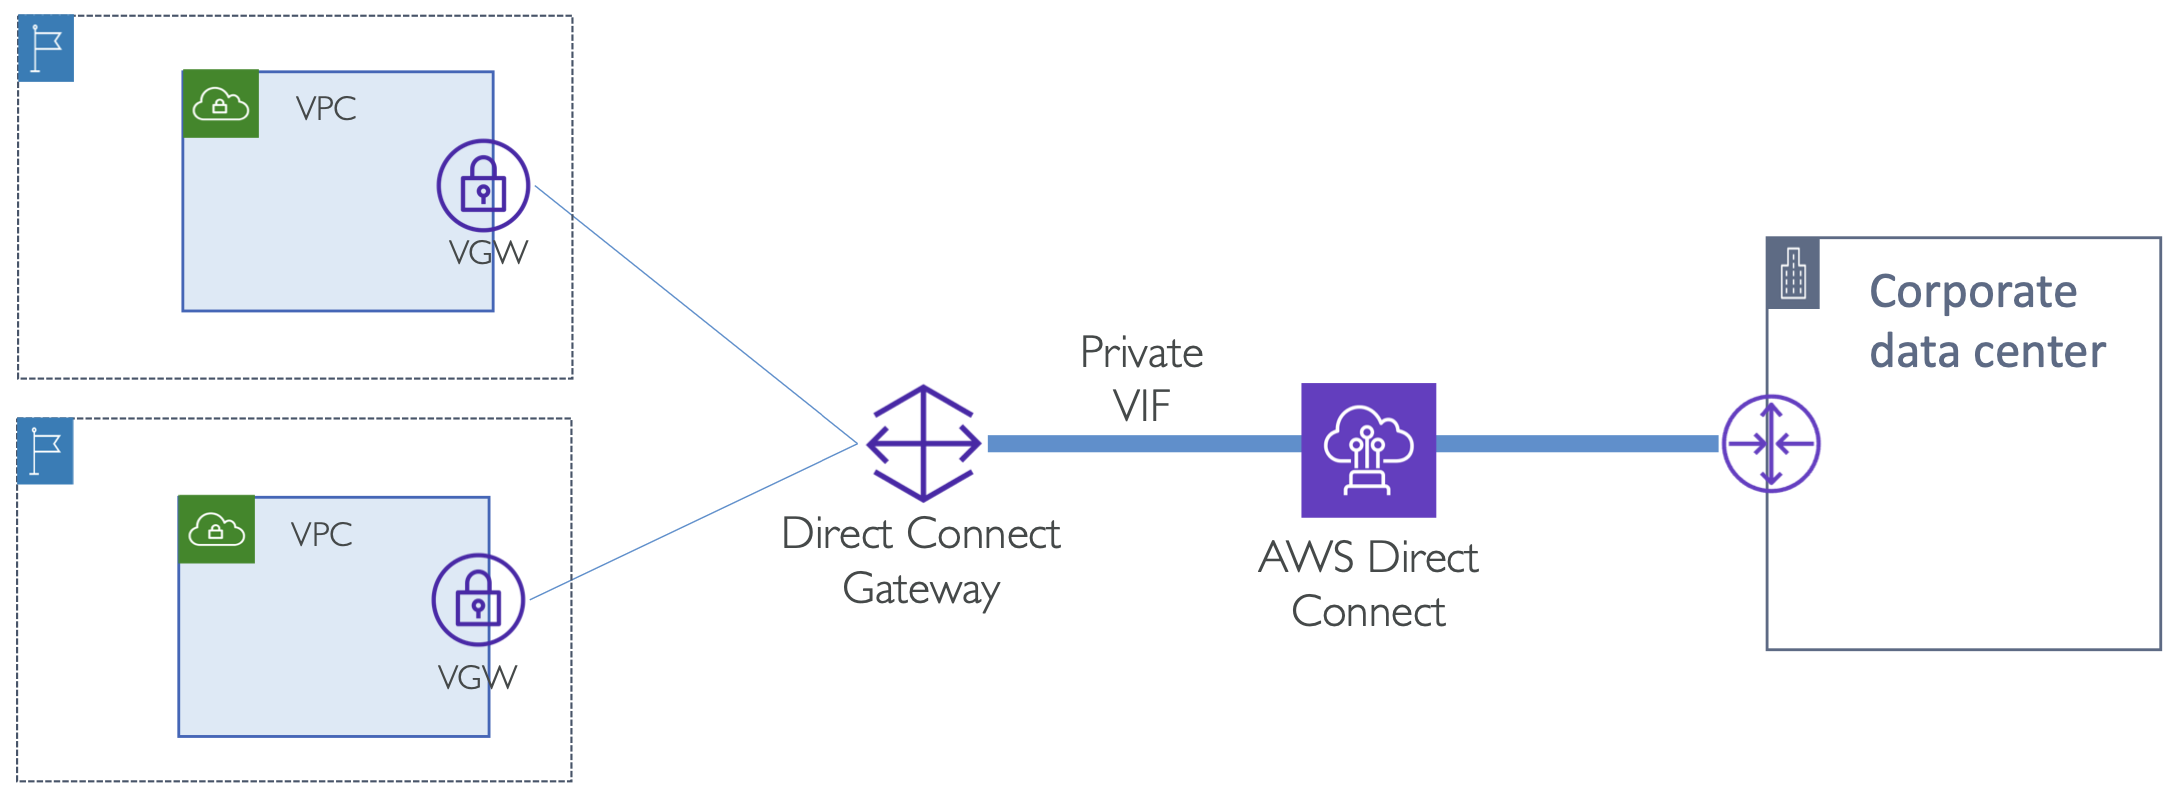 VPC
VGW
VPC
VGW
Direct Connect
Gateway
Private
VIF
AWS Direct
Connect
Corporate
data center